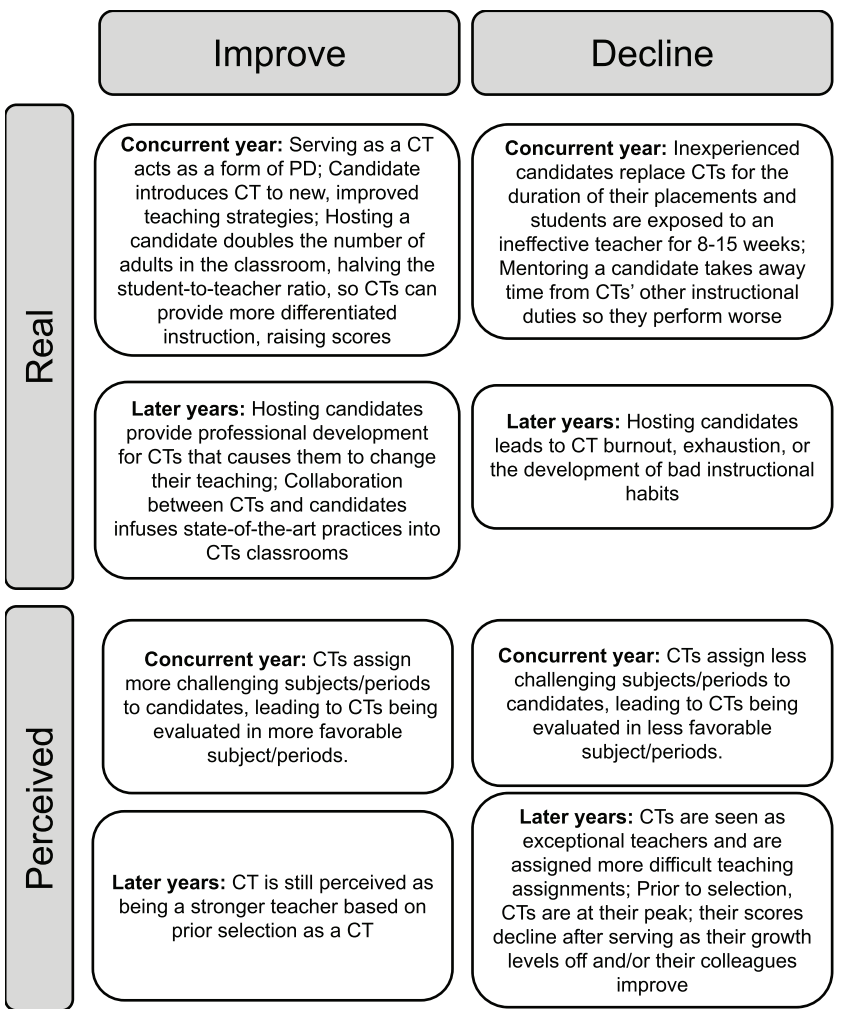 Improve
Decline
Real
Concurrent year: Serving as a CT
acts as a form of PD; Candidate
introduces CT to new, improved
teaching strategies; Hosting a
candidate doubles the number of
adults in the classroom, halving the
student-to-teacher ratio, so CTs can
provide more differentiated
instruction, raising scores
Concurrent year: Inexperienced
candidates replace CTs for the
duration of their placements and
students are exposed to an
ineffective teacher for 8-15 weeks;
Mentoring a candidate takes away
time from CTs’ other instructional
duties so they perform worse
Later years: Hosting candidates
provide professional development
for CTs that causes them to change
their teaching; Collaboration
between CTs and candidates
infuses state-of-the-art practices into
CTs classrooms
Later years: Hosting candidates
leads to CT burnout, exhaustion, or
the development of bad instructional
habits
Perceived
Concurrent year: CTs assign
more challenging subjects/periods
to candidates, leading to CTs being
evaluated in more favorable
subject/periods.
Concurrent year: CTs assign less
challenging subjects/periods to
candidates, leading to CTs being
evaluated in less favorable
subject/periods.
Later years: CT is still perceived as
being a stronger teacher based on
prior selection as a CT
Later years: CTs are seen as
exceptional teachers and are
assigned more difficult teaching
assignments; Prior to selection,
CTs are at their peak; their scores
decline after serving as their growth
levels off and/or their colleagues
improve